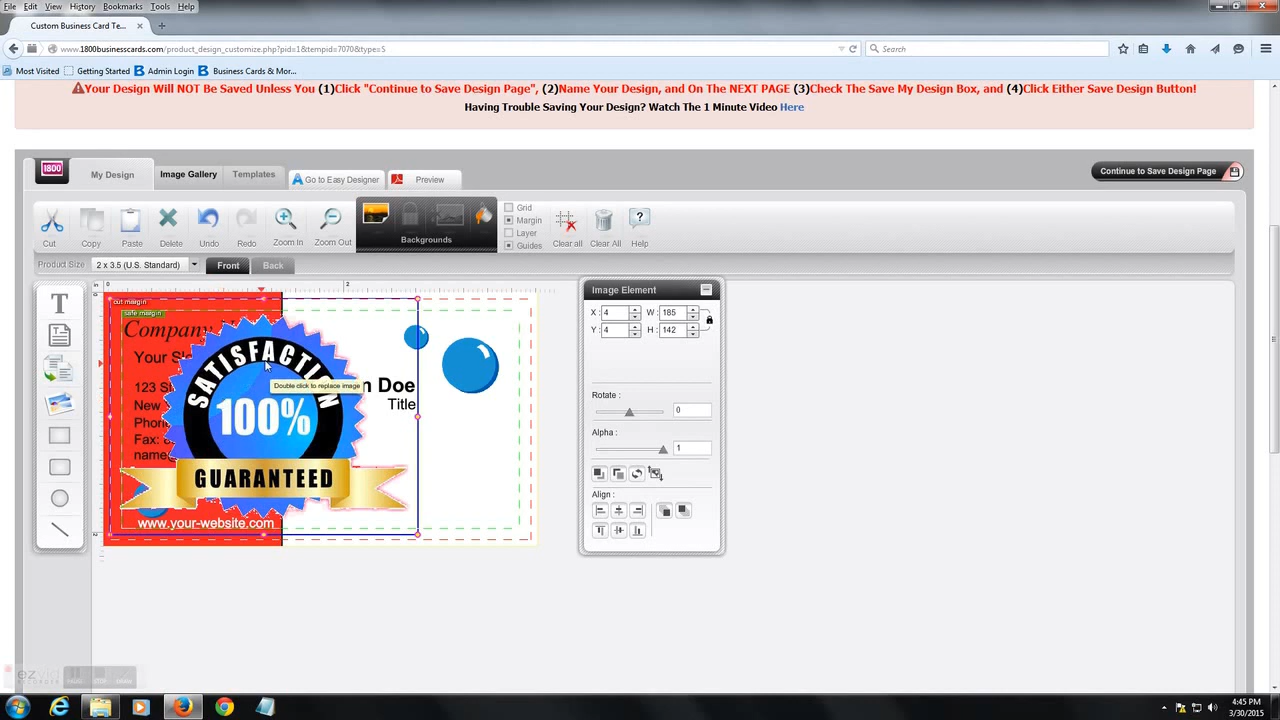 File Edit View History Bookmarks Tools Help
Custom Business Card Te...
www.1800businesscards.com/product_design_customize.php?pid=1&tempid=7070&type=S
Search
Most Visited Getting Started Admin Login Business Cards & Mor...
Your Design Will NOT Be Saved Unless You (1)Click "Continue to Save Design Page", (2)Name Your Design, and On The NEXT PAGE (3)Check The Save My Design Box, and (4)Click Either Save Design Button!
Having Trouble Saving Your Design? Watch The 1 Minute Video Here
1800 My Design Image Gallery Templates Go to Easy Designer Preview
Continue to Save Design Page
Cut Copy Paste Delete Undo Redo Zoom In Zoom Out Backgrounds
Grid
Margin
Layer
Guides
Clear all Clear All Help
Product Size 2 x 3.5 (U.S. Standard) Front Back
0 2
cut margin
safe margin
Company
Your Sl
123 S
New
Phon
Fax: 8
name
www.your-website.com
n Doe
Title
SATISFACTION
100%
GUARANTEED
Double click to replace image
Image Element
X : 4 W : 185
Y : 4 H : 142
Rotate :
0
Alpha :
1
Align :
ezvid
4:45 PM
3/30/2015